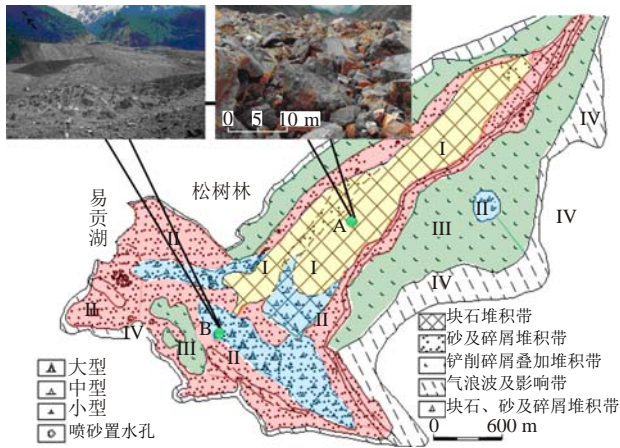 0 5 10 m
松树林
易贡湖
I
IV
II
A
III
II
IV
II
I
I
IV
II
IV
B
II
III
II
块石堆积带
砂及碎屑堆积带
铲削碎屑叠加堆积带
气浪波及影响带
块石、砂及碎屑堆积带
大型
中型
小型
喷砂置水孔
0 600 m